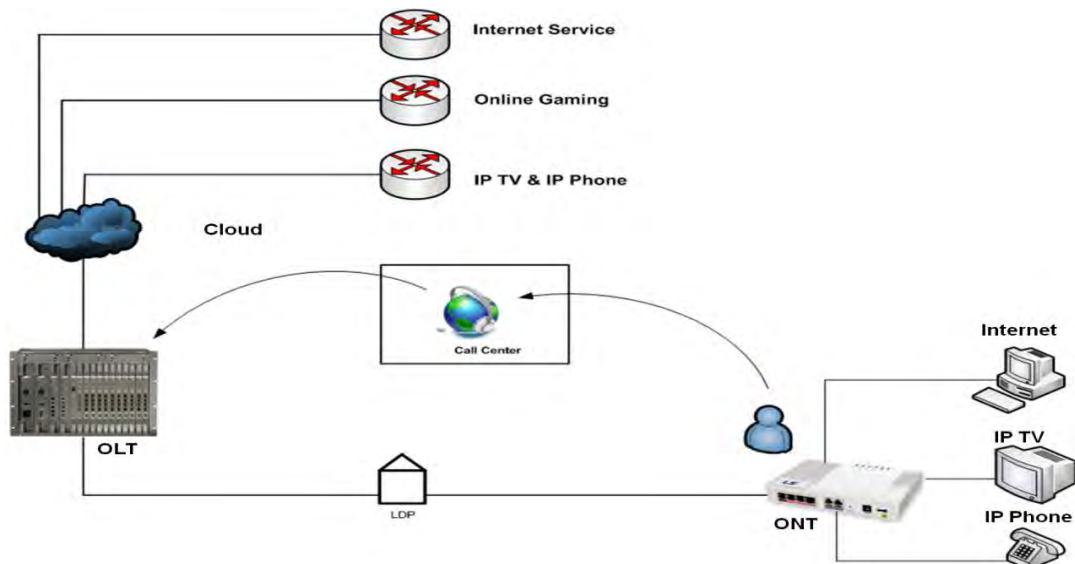 Internet Service
Online Gaming
IP TV & IP Phone
Cloud
Call Center
Internet
OLT
IP TV
LDP
ONT
IP Phone